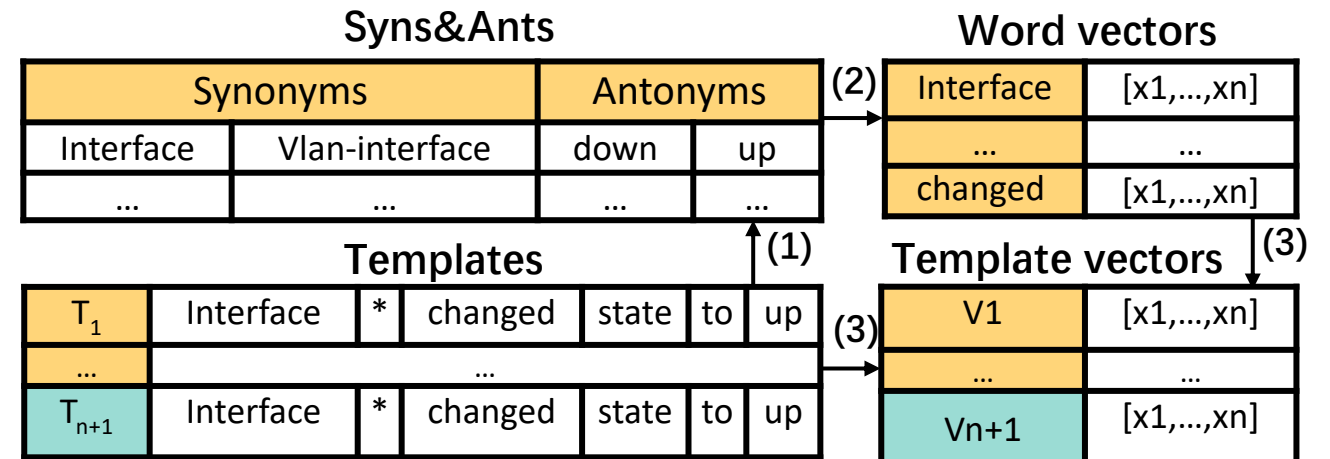 Syns&Ants
Synonyms Antonyms
Interface Vlan-interface down up
... ... ... ...
(2)
Word vectors
Interface [x1,...,xn]
... ...
changed [x1,...,xn]
(1)
(3)
Templates
T1 Interface * changed state to up
... ...
Tn+1 Interface * changed state to up
(3)
Template vectors
V1 [x1,...,xn]
... ...
Vn+1 [x1,...,xn]